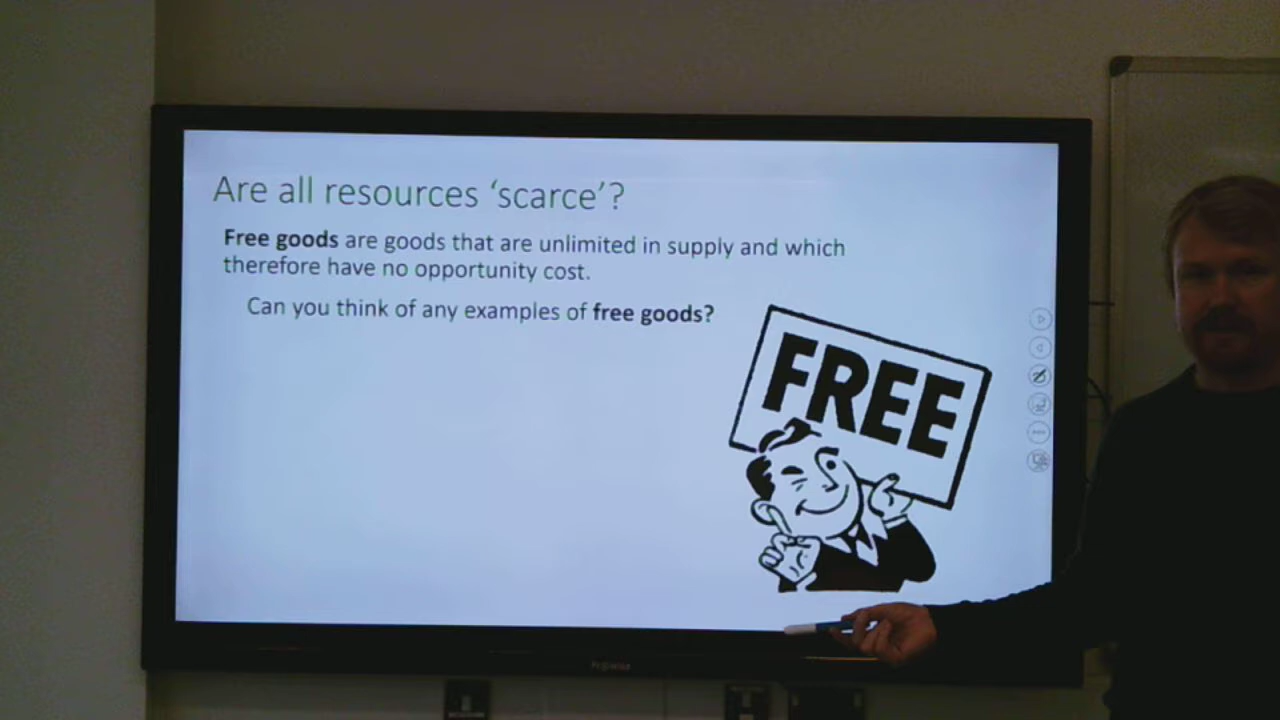 Are all resources ‘scarce’?
Free goods are goods that are unlimited in supply and which
therefore have no opportunity cost.
Can you think of any examples of free goods?
FREE